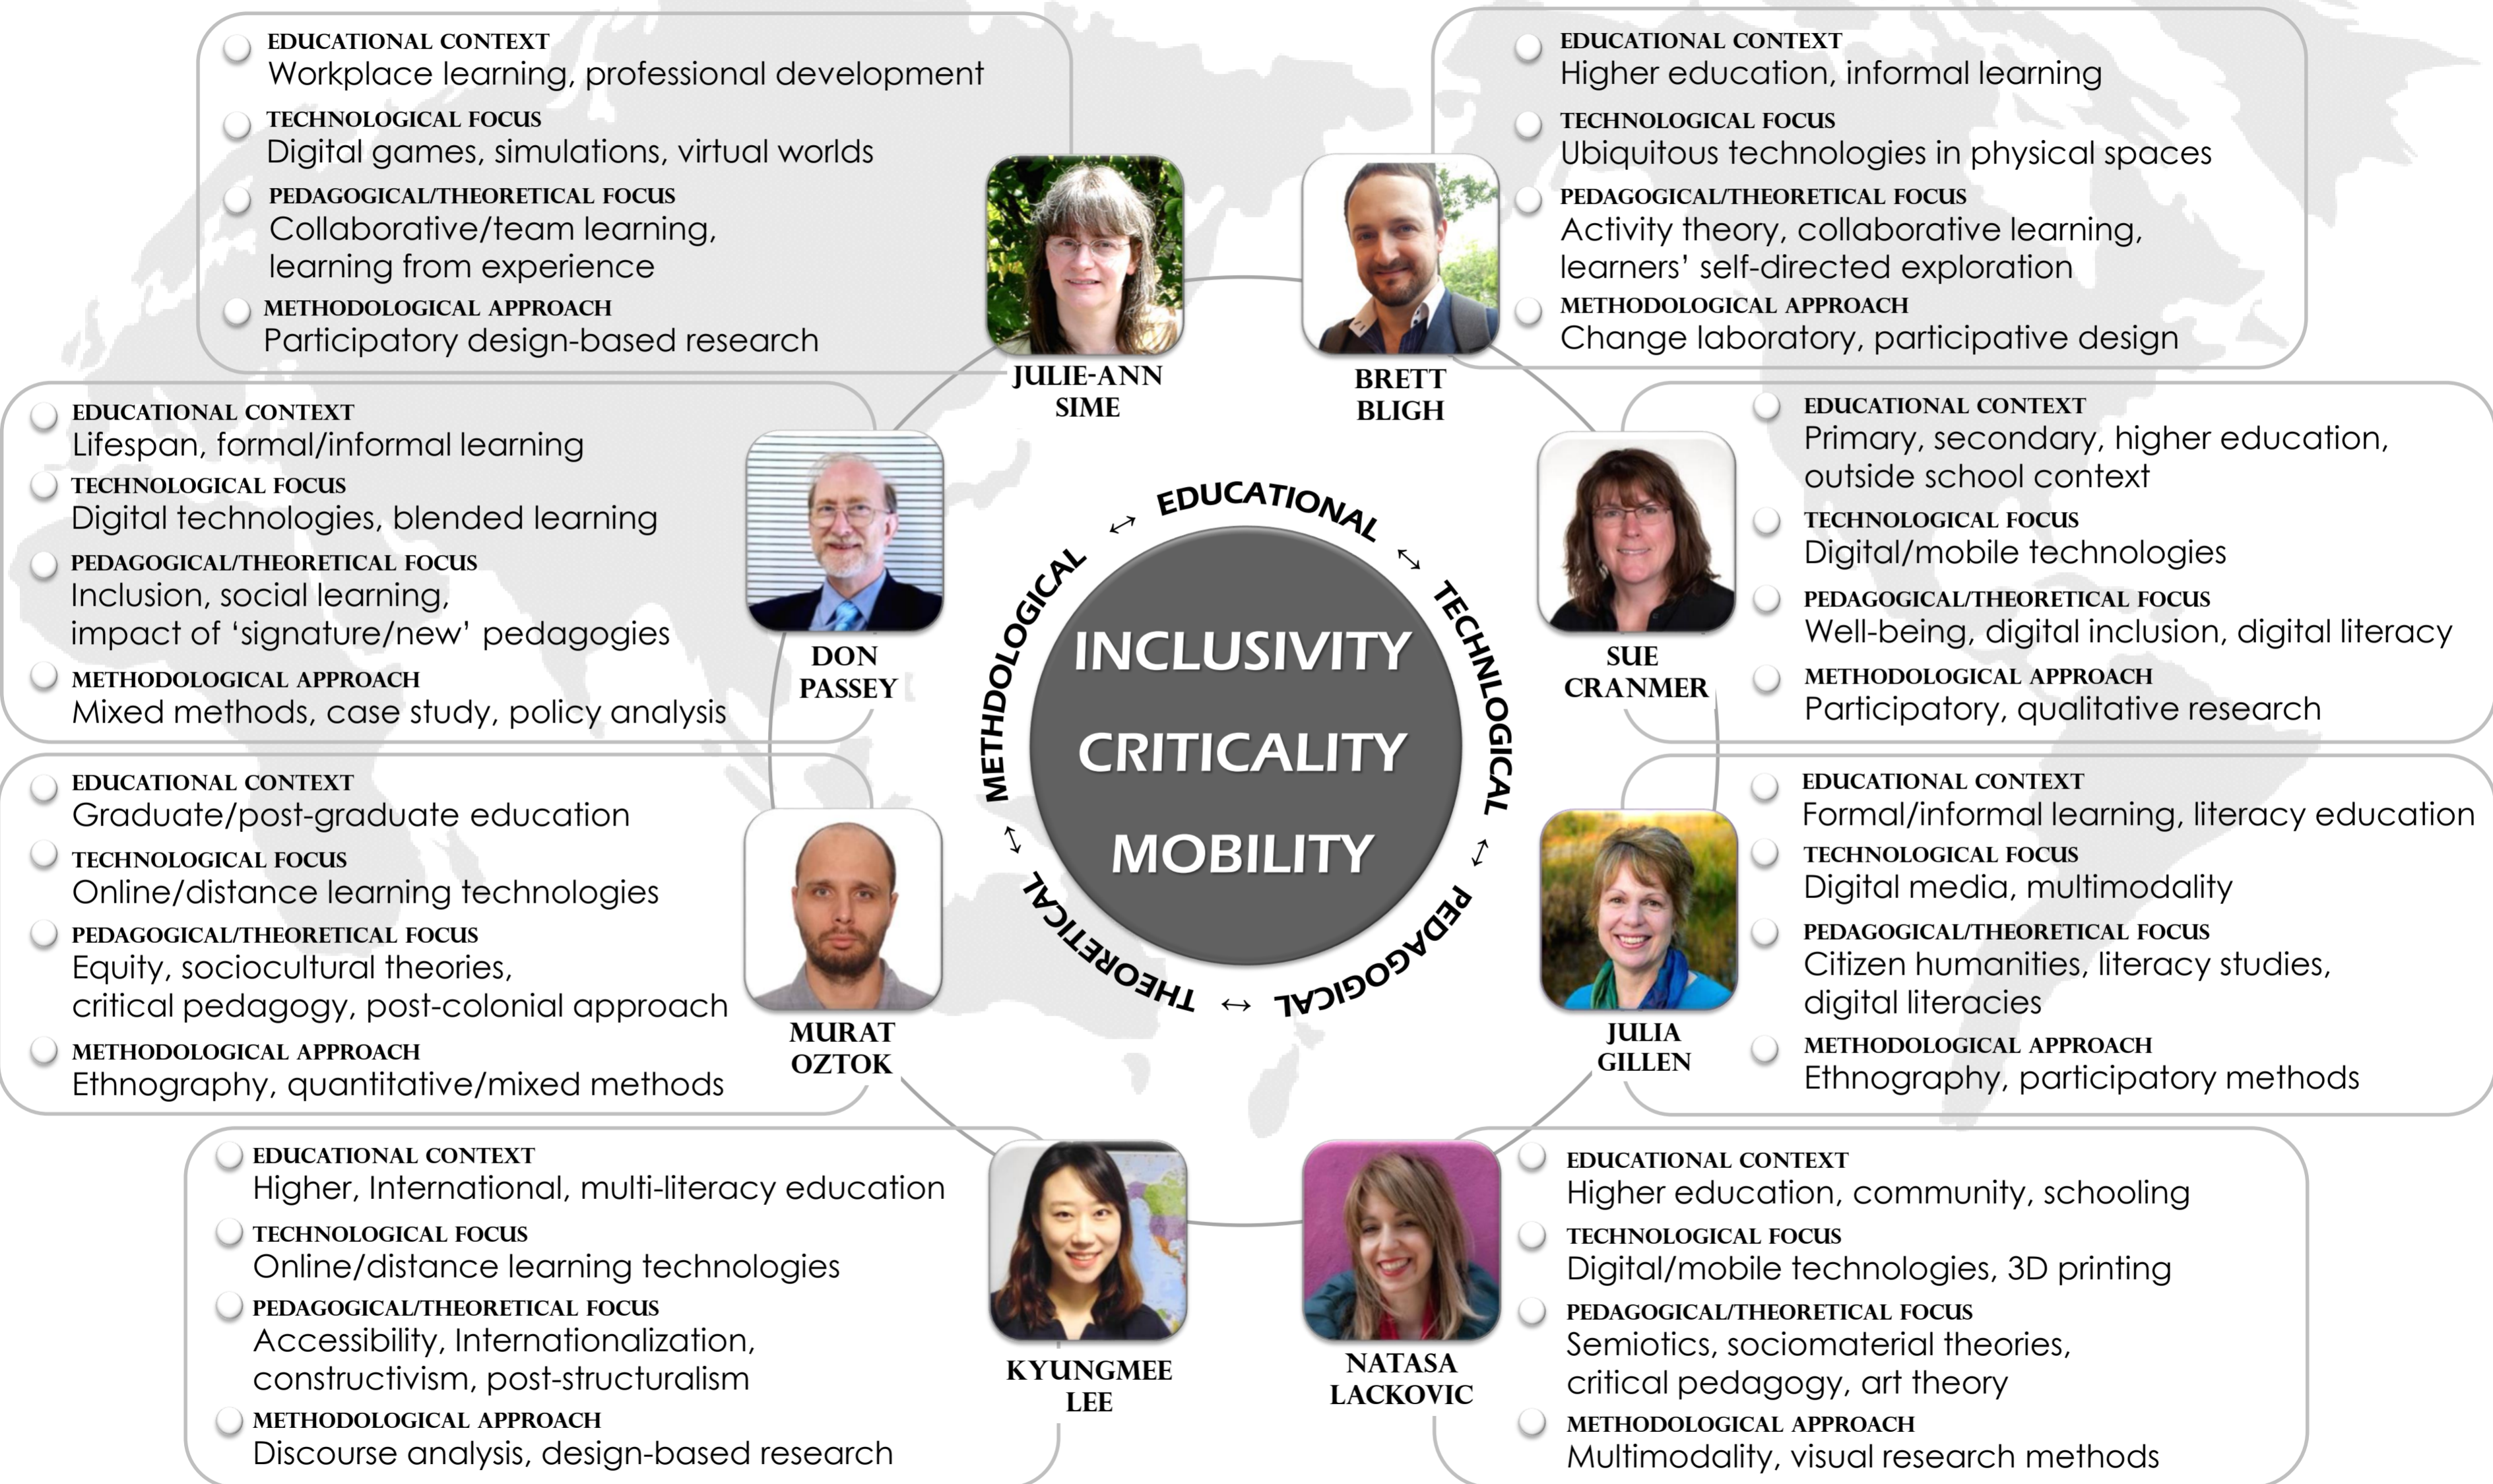 EDUCATIONAL CONTEXT
Workplace learning, professional development
TECHNOLOGICAL FOCUS
Digital games, simulations, virtual worlds
PEDAGOGICAL/THEORETICAL FOCUS
Collaborative/team learning,
learning from experience
METHODOLOGICAL APPROACH
Participatory design-based research
JULIE-ANN
SIME
EDUCATIONAL CONTEXT
Higher education, informal learning
TECHNOLOGICAL FOCUS
Ubiquitous technologies in physical spaces
PEDAGOGICAL/THEORETICAL FOCUS
Activity theory, collaborative learning,
learners’ self-directed exploration
METHODOLOGICAL APPROACH
Change laboratory, participative design
BRETT
BLIGH
EDUCATIONAL CONTEXT
Lifespan, formal/informal learning
TECHNOLOGICAL FOCUS
Digital technologies, blended learning
PEDAGOGICAL/THEORETICAL FOCUS
Inclusion, social learning,
impact of ‘signature/new’ pedagogies
METHODOLOGICAL APPROACH
Mixed methods, case study, policy analysis
DON
PASSEY
EDUCATIONAL CONTEXT
Primary, secondary, higher education,
outside school context
TECHNOLOGICAL FOCUS
Digital/mobile technologies
PEDAGOGICAL/THEORETICAL FOCUS
Well-being, digital inclusion, digital literacy
METHODOLOGICAL APPROACH
Participatory, qualitative research
SUE
CRANMER
EDUCATIONAL ↔ TECHNLOGICAL ↔ PEDAGOGICAL ↔ THEORETICAL ↔ METHDOLOGICAL ↔
INCLUSIVITY
CRITICALITY
MOBILITY
EDUCATIONAL CONTEXT
Graduate/post-graduate education
TECHNOLOGICAL FOCUS
Online/distance learning technologies
PEDAGOGICAL/THEORETICAL FOCUS
Equity, sociocultural theories,
critical pedagogy, post-colonial approach
METHODOLOGICAL APPROACH
Ethnography, quantitative/mixed methods
MURAT
OZTOK
EDUCATIONAL CONTEXT
Formal/informal learning, literacy education
TECHNOLOGICAL FOCUS
Digital media, multimodality
PEDAGOGICAL/THEORETICAL FOCUS
Citizen humanities, literacy studies,
digital literacies
METHODOLOGICAL APPROACH
Ethnography, participatory methods
JULIA
GILLEN
EDUCATIONAL CONTEXT
Higher, International, multi-literacy education
TECHNOLOGICAL FOCUS
Online/distance learning technologies
PEDAGOGICAL/THEORETICAL FOCUS
Accessibility, Internationalization,
constructivism, post-structuralism
METHODOLOGICAL APPROACH
Discourse analysis, design-based research
KYUNGMEE
LEE
EDUCATIONAL CONTEXT
Higher education, community, schooling
TECHNOLOGICAL FOCUS
Digital/mobile technologies, 3D printing
PEDAGOGICAL/THEORETICAL FOCUS
Semiotics, sociomaterial theories,
critical pedagogy, art theory
METHODOLOGICAL APPROACH
Multimodality, visual research methods
NATASA
LACKOVIC